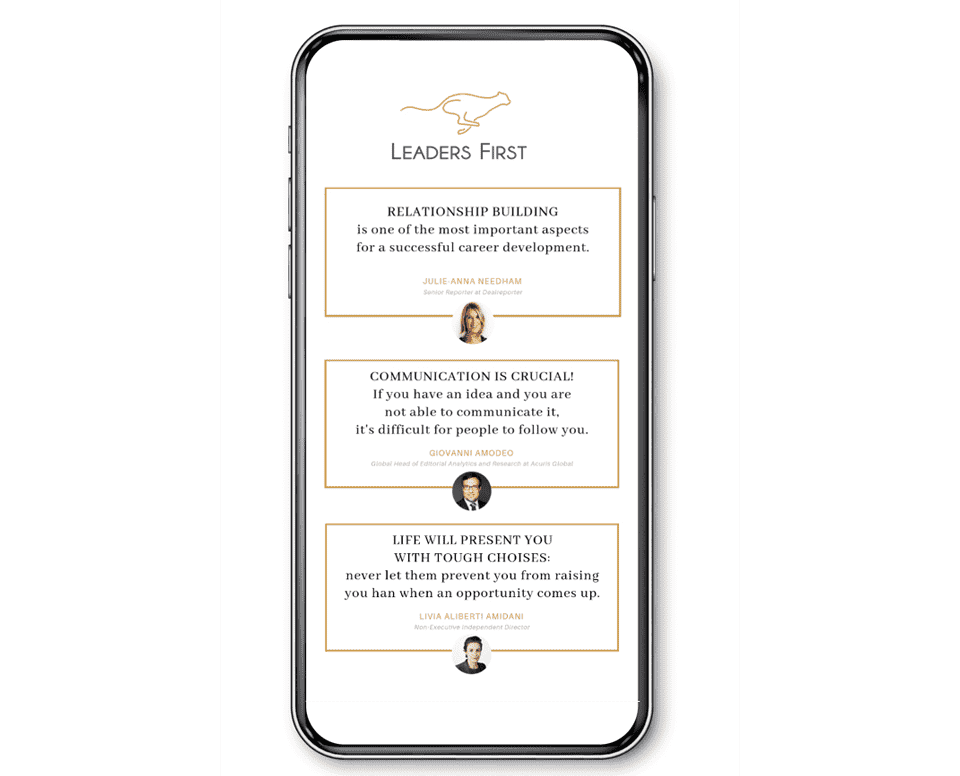 LEADERS FIRST
RELATIONSHIP BUILDING
is one of the most important aspects
for a successful career development.
JULIE-ANNA NEEDHAM
Senior Reporter at Dealreporter
COMMUNICATION IS CRUCIAL!
If you have an idea and you are
not able to communicate it,
it's difficult for people to follow you.
GIOVANNI AMODEO
Global Head of Editorial Analytics and Research at Acuris Global
LIFE WILL PRESENT YOU
WITH TOUGH CHOISES:
never let them prevent you from raising
you han when an opportunity comes up.
LIVIA ALIBERTI AMIDANI
Non-Executive Independent Director